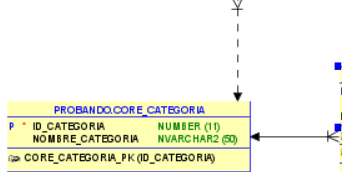 PROBANDO.CORE_CATEGORIA
P * ID_CATEGORIA NUMBER (11)
NOMBRE_CATEGORIA NVARCHAR2 (50)
CORE_CATEGORIA_PK (ID_CATEGORIA)